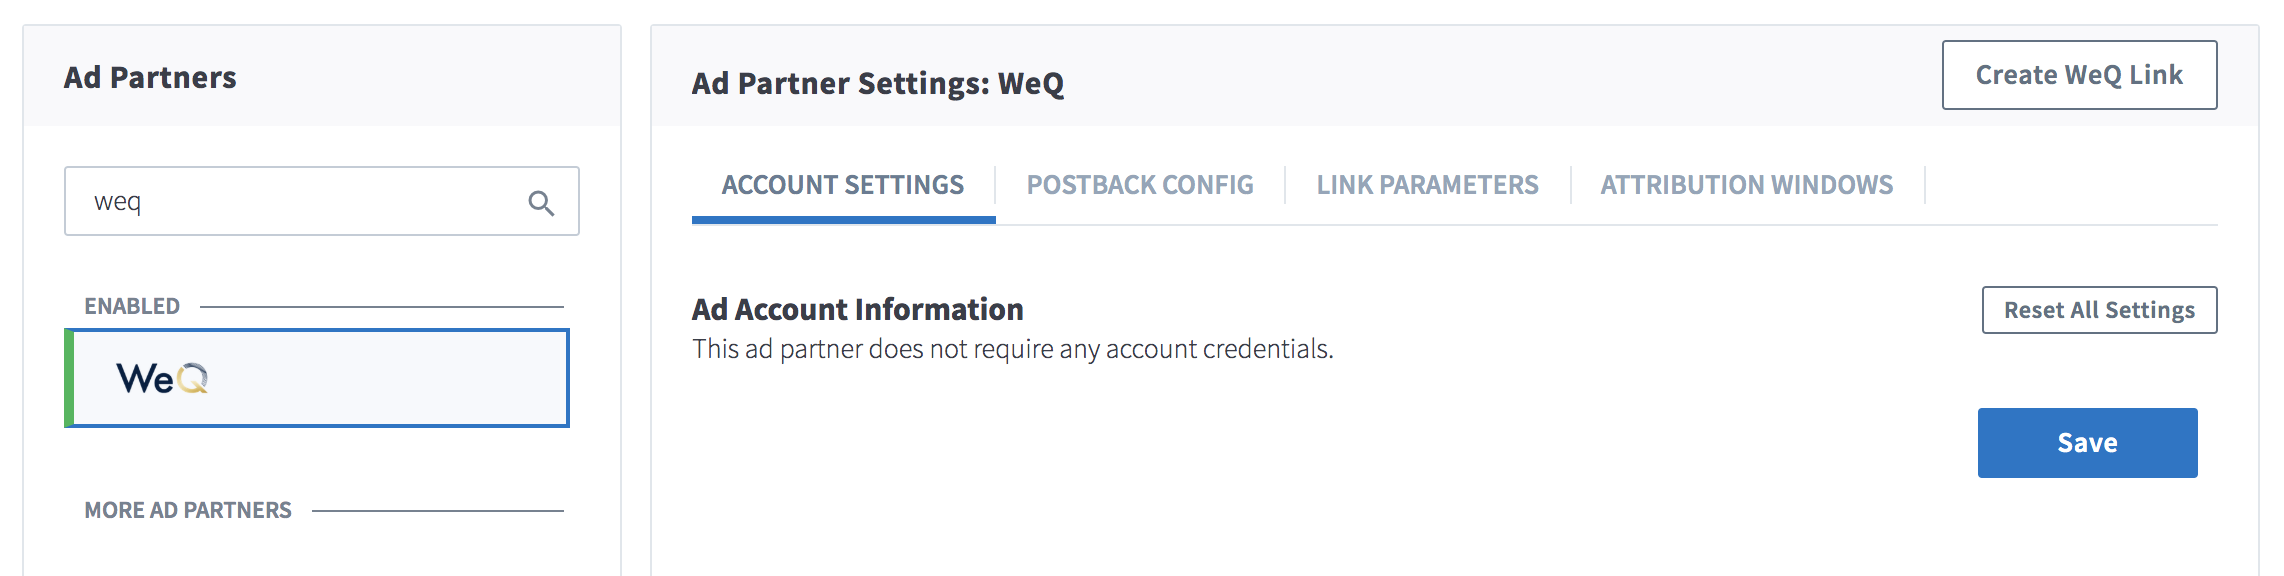 Ad Partners
weq
ENABLED
WeQ
MORE AD PARTNERS
Ad Partner Settings: WeQ
Create WeQ Link
ACCOUNT SETTINGS
POSTBACK CONFIG
LINK PARAMETERS
ATTRIBUTION WINDOWS
Ad Account Information
Reset All Settings
This ad partner does not require any account credentials.
Save